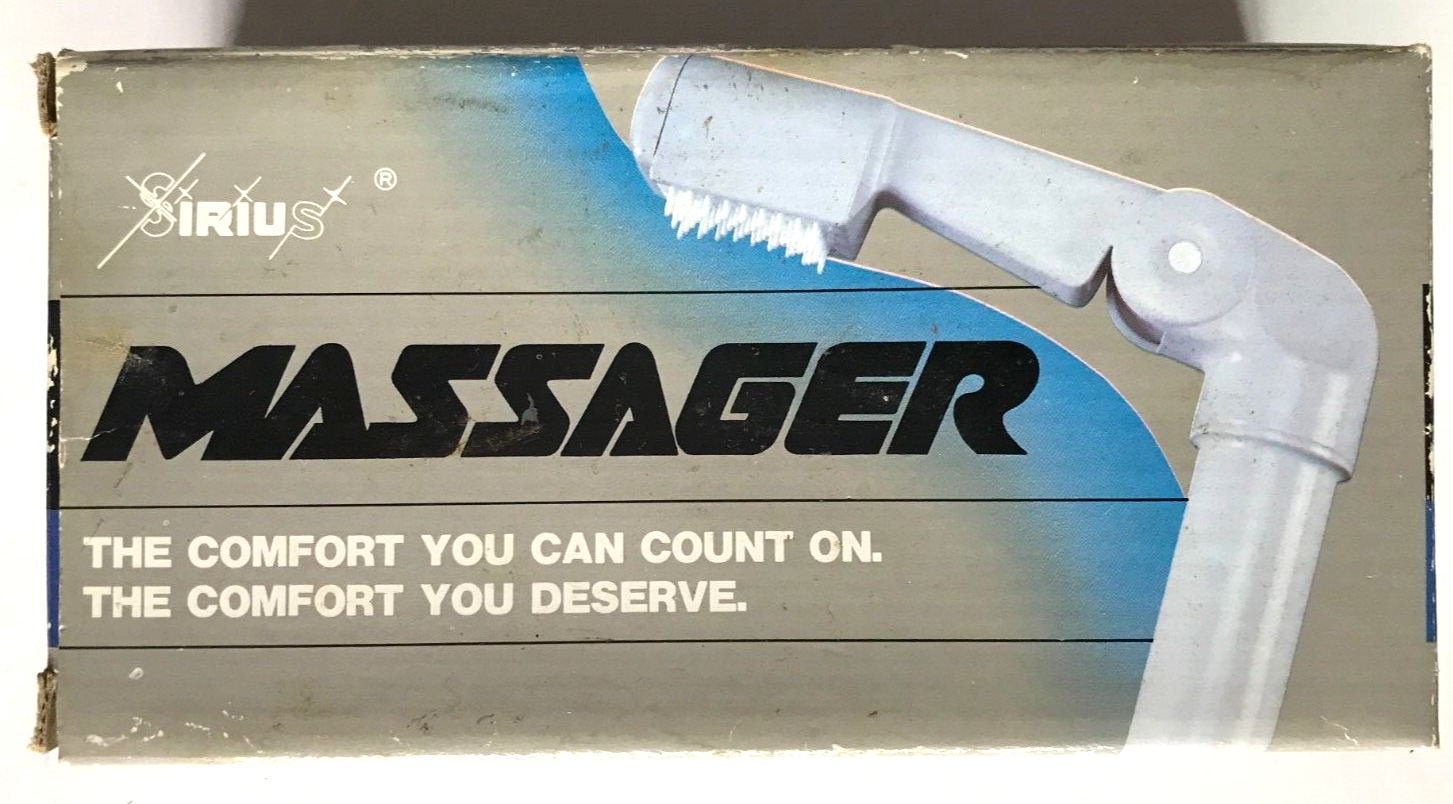 SIRIUS ®
MASSAGER
THE COMFORT YOU CAN COUNT ON.
THE COMFORT YOU DESERVE.